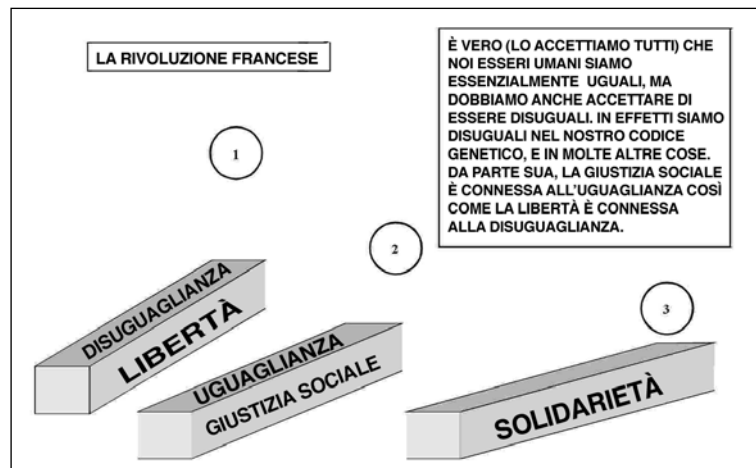 LA RIVOLUZIONE FRANCESE
È VERO (LO ACCETTIAMO TUTTI) CHE
NOI ESSERI UMANI SIAMO
ESSENZIALMENTE UGUALI, MA
DOBBIAMO ANCHE ACCETTARE DI
ESSERE DISUGUALI. IN EFFETTI SIAMO
DISUGUALI NEL NOSTRO CODICE
GENETICO, E IN MOLTE ALTRE COSE.
DA PARTE SUA, LA GIUSTIZIA SOCIALE
È CONNESSA ALL'UGUAGLIANZA COSÌ
COME LA LIBERTÀ È CONNESSA
ALLA DISUGUAGLIANZA.
1
2
3
DISUGUAGLIANZA
LIBERTÀ
UGUAGLIANZA
GIUSTIZIA SOCIALE
SOLIDARIETÀ